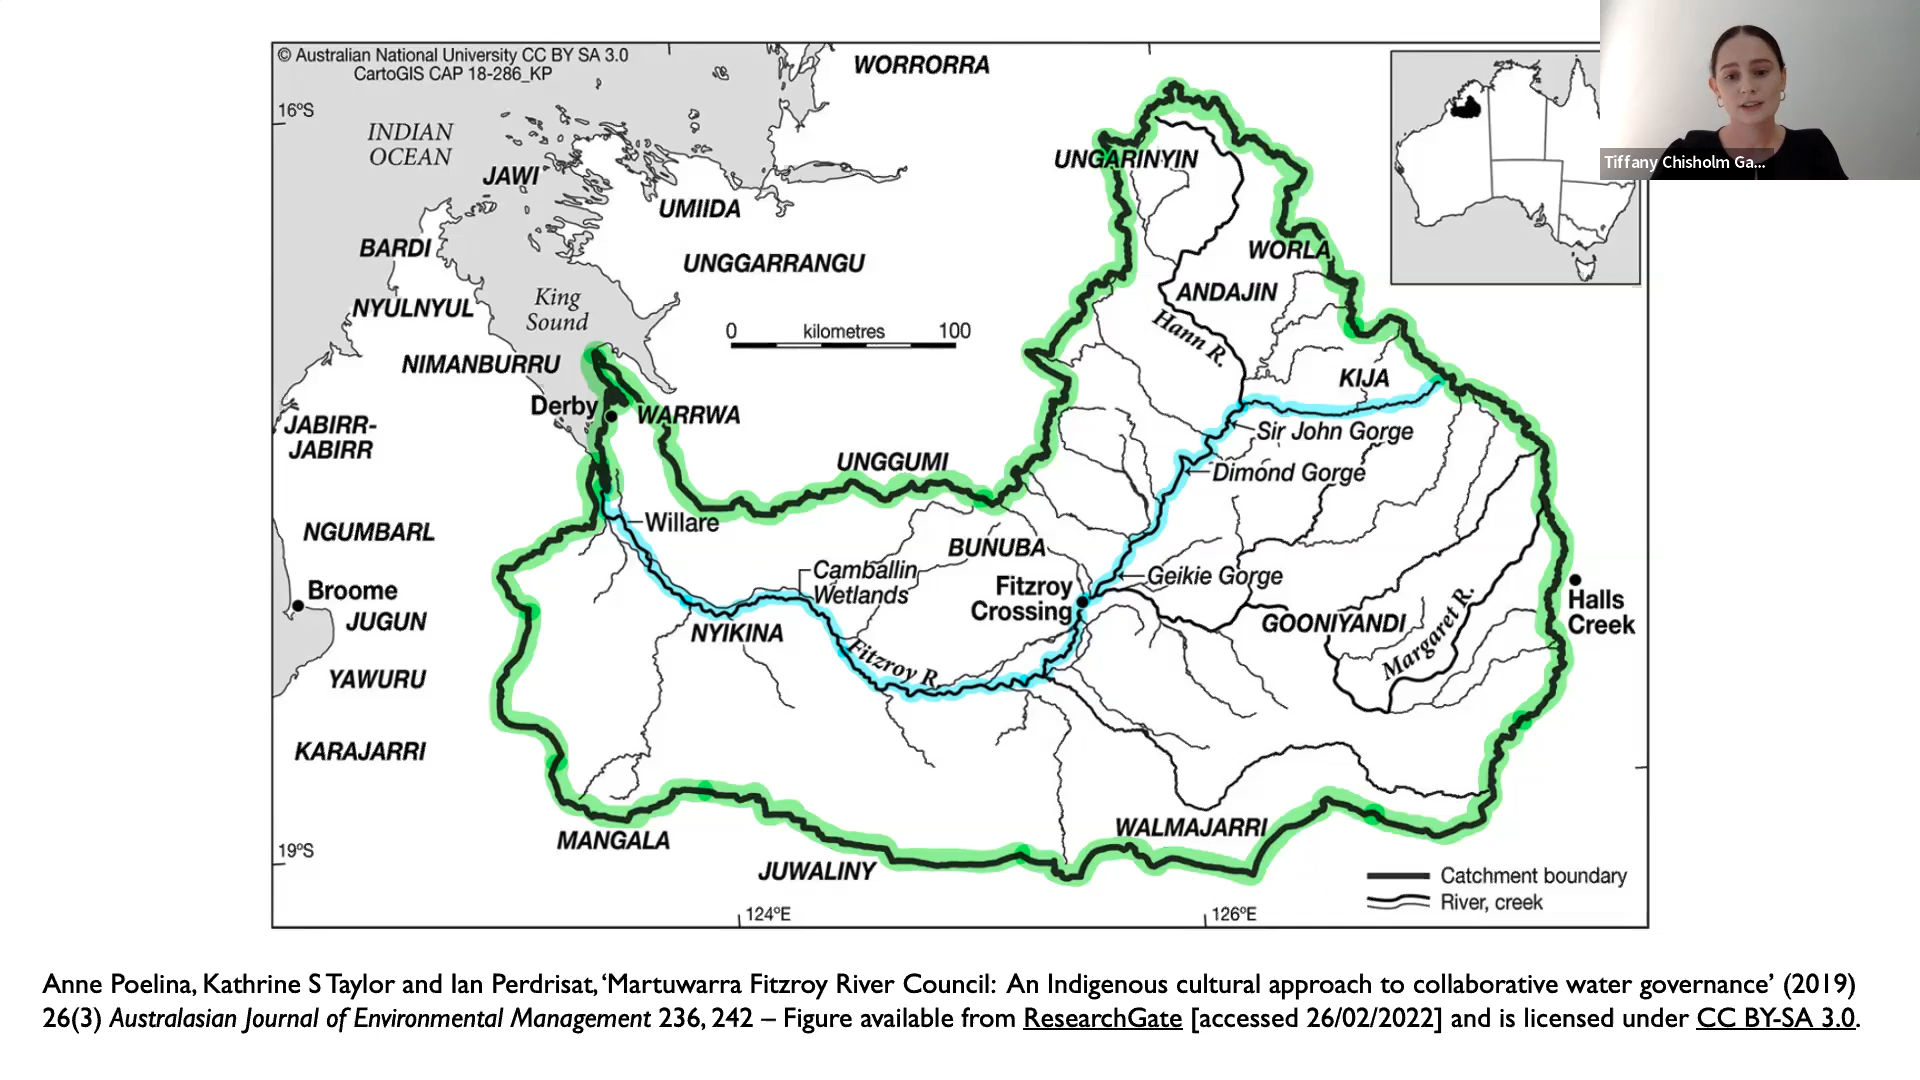 © Australian National University CC BY SA 3.0
CartoGIS CAP 18-286_KP
WORRORRA
16°S
INDIAN
OCEAN
JAWI
UNGARINYIN
Tiffany Chisholm Ga...
UMIIDA
BARDI
WORLA
UNGGARRANGU
ANDAJIN
NYULNYUL
King
Sound
0 kilometres 100
Hann R.
NIMANBURRU
KIJA
Derby
WARRWA
JABIRR-
JABIRR
Sir John Gorge
UNGGUMI
Dimond Gorge
Willare
NGUMBARL
BUNUBA
Camballin
Wetlands
Geikie Gorge
Fitzroy
Crossing
Broome
JUGUN
Halls
Creek
NYIKINA
GOONIYANDI
Margaret R.
Fitzroy R.
YAWURU
KARAJARRI
MANGALA
WALMAJARRI
19°S
JUWALINY
Catchment boundary
River, creek
124°E
126°E
Anne Poelina, Kathrine S Taylor and Ian Perdrisat, ‘Martuwarra Fitzroy River Council: An Indigenous cultural approach to collaborative water governance’ (2019)
26(3) Australasian Journal of Environmental Management 236, 242 – Figure available from ResearchGate [accessed 26/02/2022] and is licensed under CC BY-SA 3.0.